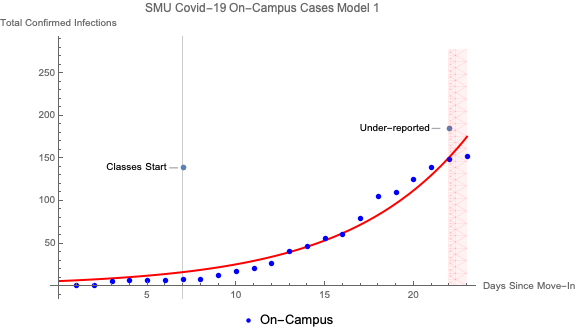 SMU Covid-19 On-Campus Cases Model 1
Total Confirmed Infections
250
200
Under-reported
150
Classes Start
100
50
5 10 15 20
Days Since Move-In
On-Campus